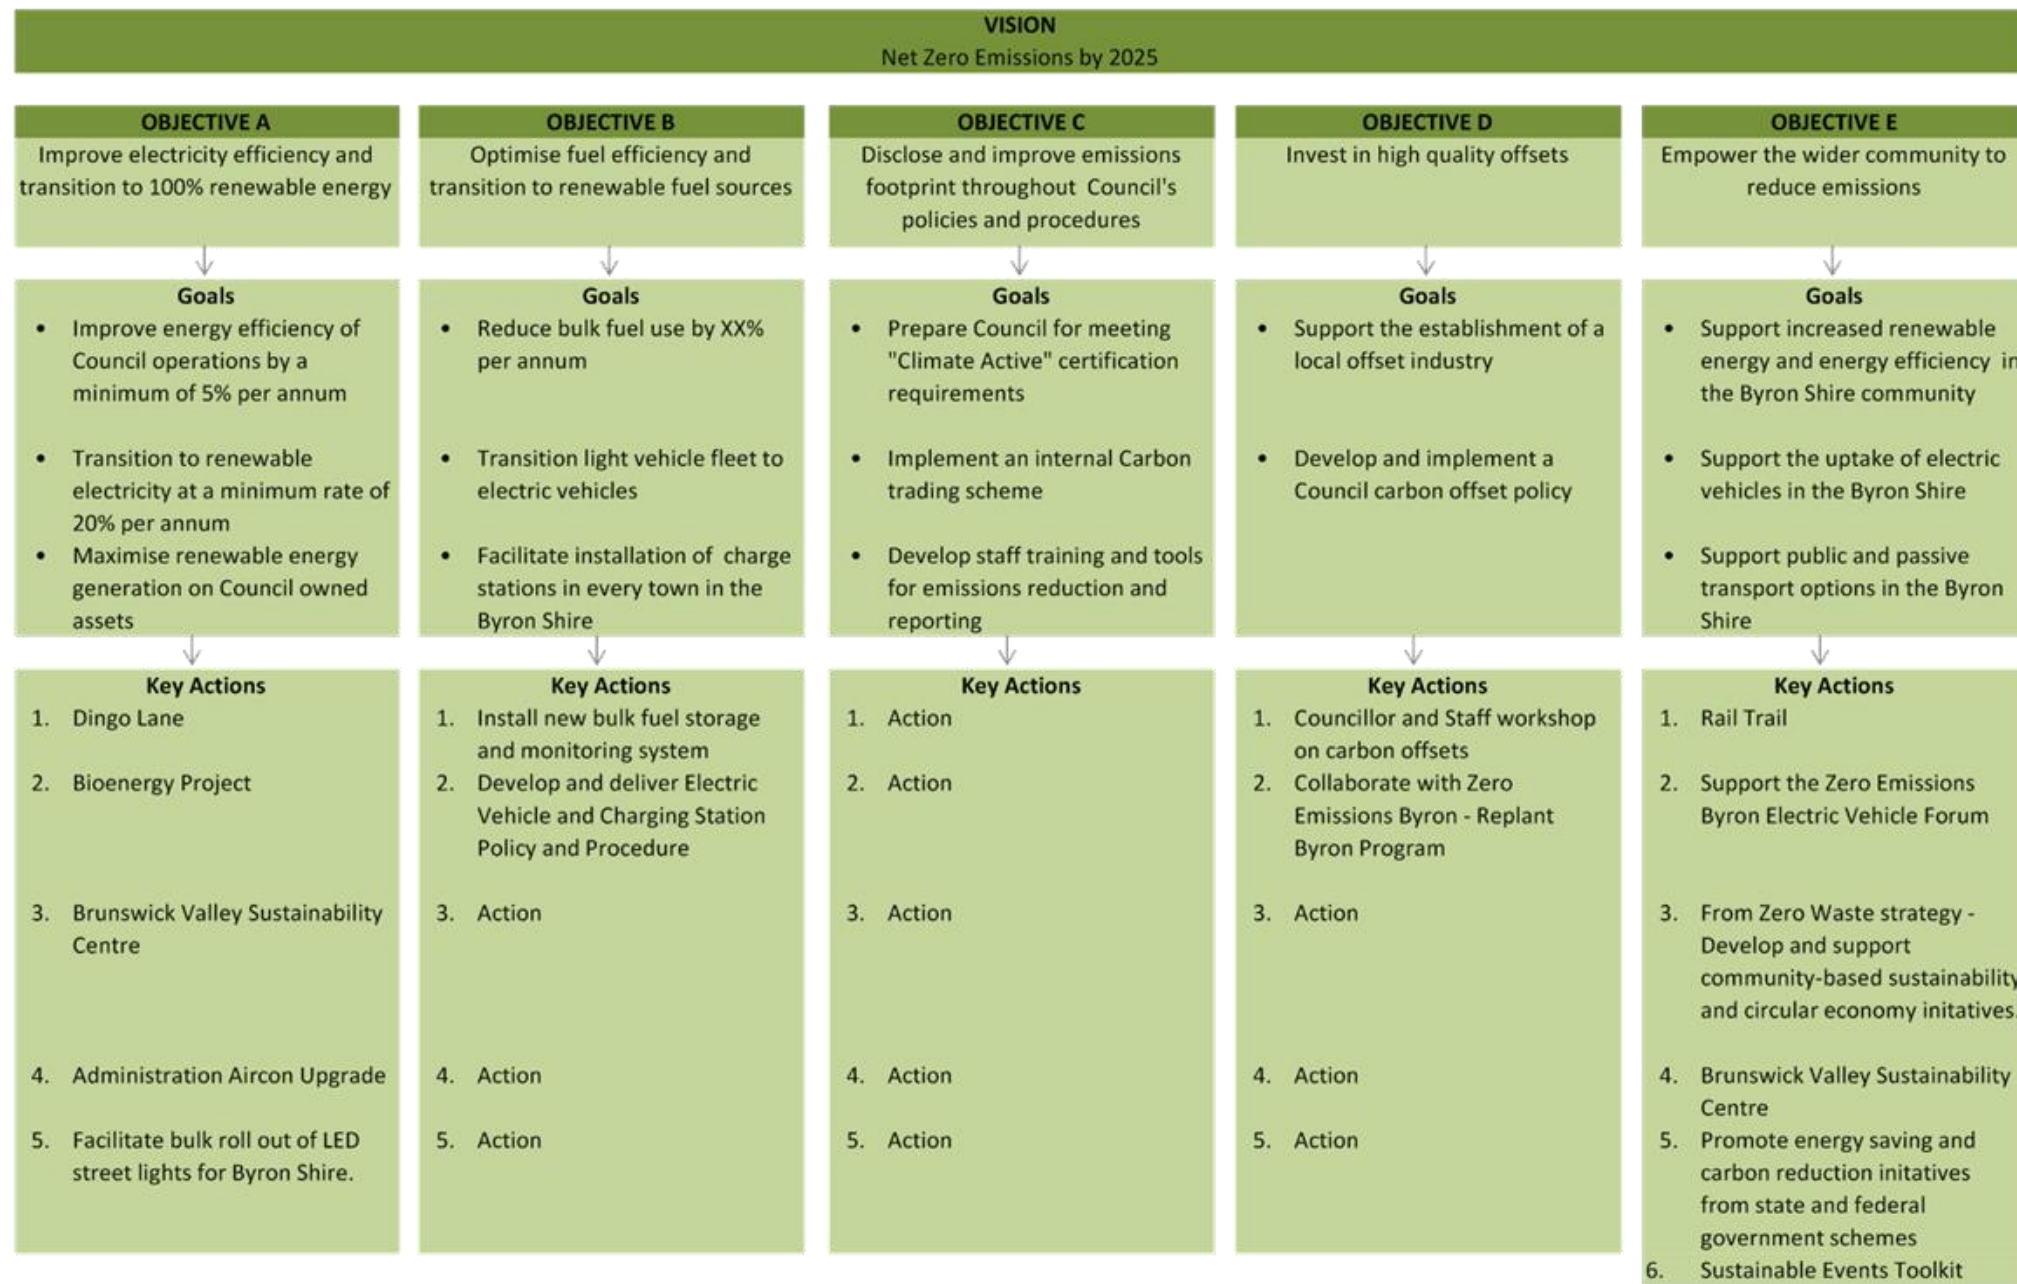 VISION
Net Zero Emissions by 2025
OBJECTIVE A
Improve electricity efficiency and
transition to 100% renewable energy
Goals
• Improve energy efficiency of
Council operations by a
minimum of 5% per annum
• Transition to renewable
electricity at a minimum rate of
20% per annum
• Maximise renewable energy
generation on Council owned
assets
Key Actions
1. Dingo Lane
2. Bioenergy Project
3. Brunswick Valley Sustainability
Centre
4. Administration Aircon Upgrade
5. Facilitate bulk roll out of LED
street lights for Byron Shire.
OBJECTIVE B
Optimise fuel efficiency and
transition to renewable fuel sources
Goals
• Reduce bulk fuel use by XX%
per annum
• Transition light vehicle fleet to
electric vehicles
• Facilitate installation of charge
stations in every town in the
Byron Shire
Key Actions
1. Install new bulk fuel storage
and monitoring system
2. Develop and deliver Electric
Vehicle and Charging Station
Policy and Procedure
3. Action
4. Action
5. Action
OBJECTIVE C
Disclose and improve emissions
footprint throughout Council's
policies and procedures
Goals
• Prepare Council for meeting
"Climate Active" certification
requirements
• Implement an internal Carbon
trading scheme
• Develop staff training and tools
for emissions reduction and
reporting
Key Actions
1. Action
2. Action
3. Action
4. Action
5. Action
OBJECTIVE D
Invest in high quality offsets
Goals
• Support the establishment of a
local offset industry
• Develop and implement a
Council carbon offset policy
Key Actions
1. Councillor and Staff workshop
on carbon offsets
2. Collaborate with Zero
Emissions Byron - Replant
Byron Program
3. Action
4. Action
5. Action
OBJECTIVE E
Empower the wider community to
reduce emissions
Goals
• Support increased renewable
energy and energy efficiency in
the Byron Shire community
• Support the uptake of electric
vehicles in the Byron Shire
• Support public and passive
transport options in the Byron
Shire
Key Actions
1. Rail Trail
2. Support the Zero Emissions
Byron Electric Vehicle Forum
3. From Zero Waste strategy -
Develop and support
community-based sustainability
and circular economy initatives.
4. Brunswick Valley Sustainability
Centre
5. Promote energy saving and
carbon reduction initatives
from state and federal
government schemes
6. Sustainable Events Toolkit